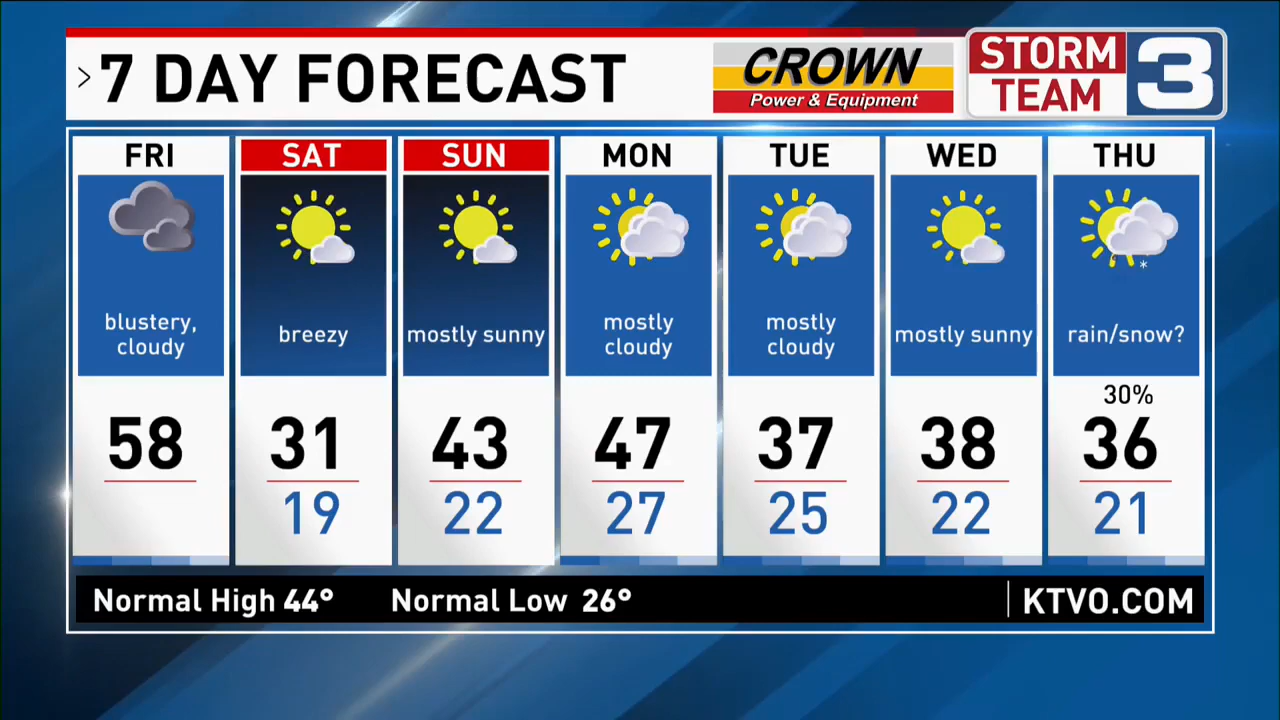 7 DAY FORECAST
CROWN
Power & Equipment
STORM
TEAM
3
FRI
SAT
SUN
MON
TUE
WED
THU
blustery,
cloudy
breezy
mostly sunny
mostly
cloudy
mostly
cloudy
mostly sunny
rain/snow?
30%
58
31
43
47
37
38
36
19
22
27
25
22
21
Normal High 44°
Normal Low 26°
KTVO.COM